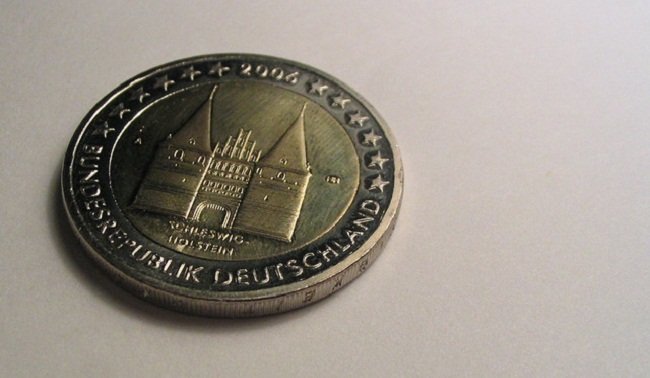 2006
SCHLESWIG-
HOLSTEIN
BUNDESREPUBLIK DEUTSCHLAND